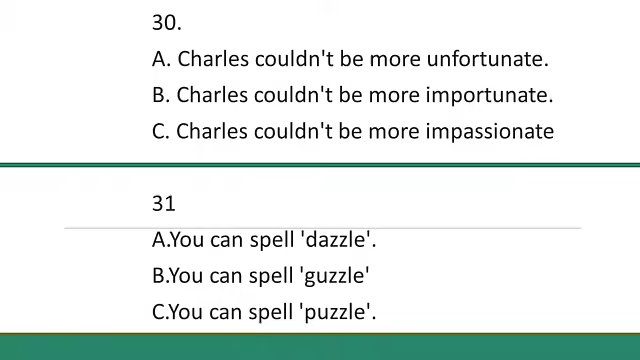 30.
A. Charles couldn't be more unfortunate.
B. Charles couldn't be more importunate.
C. Charles couldn't be more impassionate
31
A.You can spell 'dazzle'.
B.You can spell 'guzzle'
C.You can spell 'puzzle'.